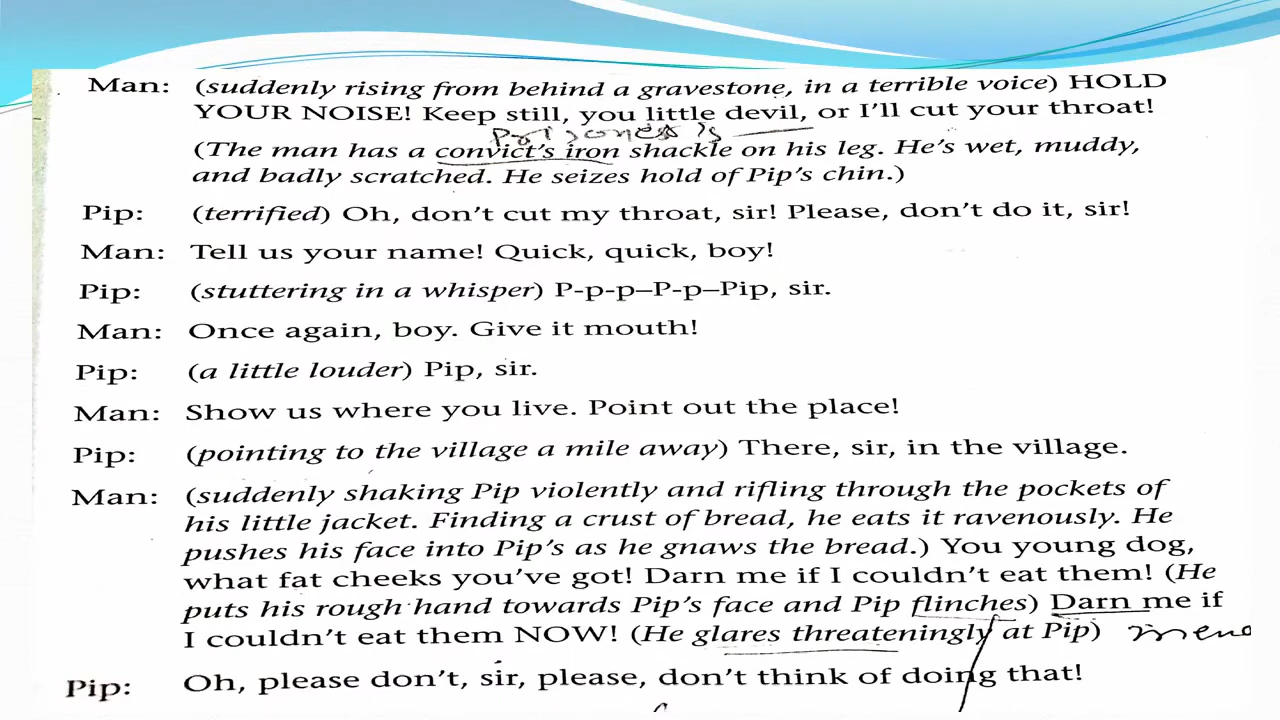 Man: (suddenly rising from behind a gravestone, in a terrible voice) HOLD
YOUR NOISE! Keep still, you little devil, or I'll cut your throat!
Prisoner's
(The man has a convict's iron shackle on his leg. He's wet, muddy,
and badly scratched. He seizes hold of Pip's chin.)
Pip: (terrified) Oh, don't cut my throat, sir! Please, don't do it, sir!
Man: Tell us your name! Quick, quick, boy!
Pip: (stuttering in a whisper) P-p-p–P-p–Pip, sir.
Man: Once again, boy. Give it mouth!
Pip: (a little louder) Pip, sir.
Man: Show us where you live. Point out the place!
Pip: (pointing to the village a mile away) There, sir, in the village.
Man: (suddenly shaking Pip violently and rifling through the pockets of
his little jacket. Finding a crust of bread, he eats it ravenously. He
pushes his face into Pip's as he gnaws the bread.) You young dog,
what fat cheeks you've got! Darn me if I couldn't eat them! (He
puts his rough hand towards Pip's face and Pip flinches) Darn me if
I couldn't eat them NOW! (He glares threateningly at Pip)
Pip: Oh, please don't, sir, please, don't think of doing that!